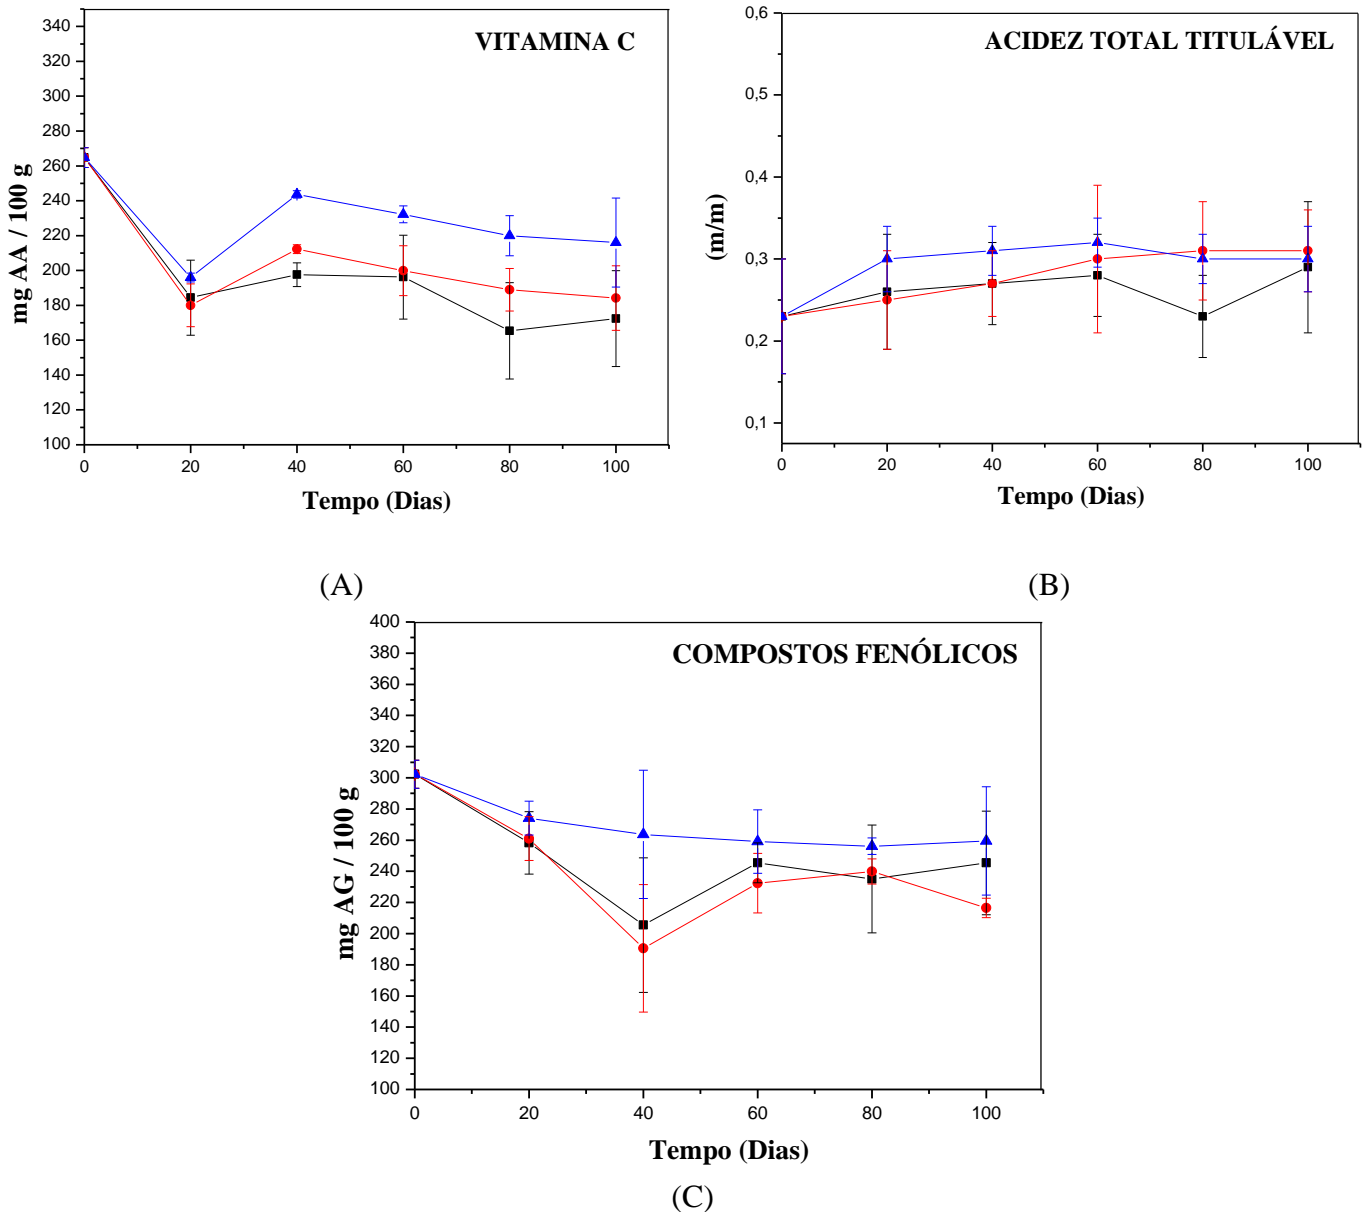 VITAMINA C
mg AA / 100 g
340
320
300
280
260
240
220
200
180
160
140
120
100
0 20 40 60 80 100
Tempo (Dias)
(A)
ACIDEZ TOTAL TITULÁVEL
(m/m)
0,6
0,5
0,4
0,3
0,2
0,1
0 20 40 60 80 100
Tempo (Dias)
(B)
COMPOSTOS FENÓLICOS
mg AG / 100 g
400
380
360
340
320
300
280
260
240
220
200
180
160
140
120
100
0 20 40 60 80 100
Tempo (Dias)
(C)